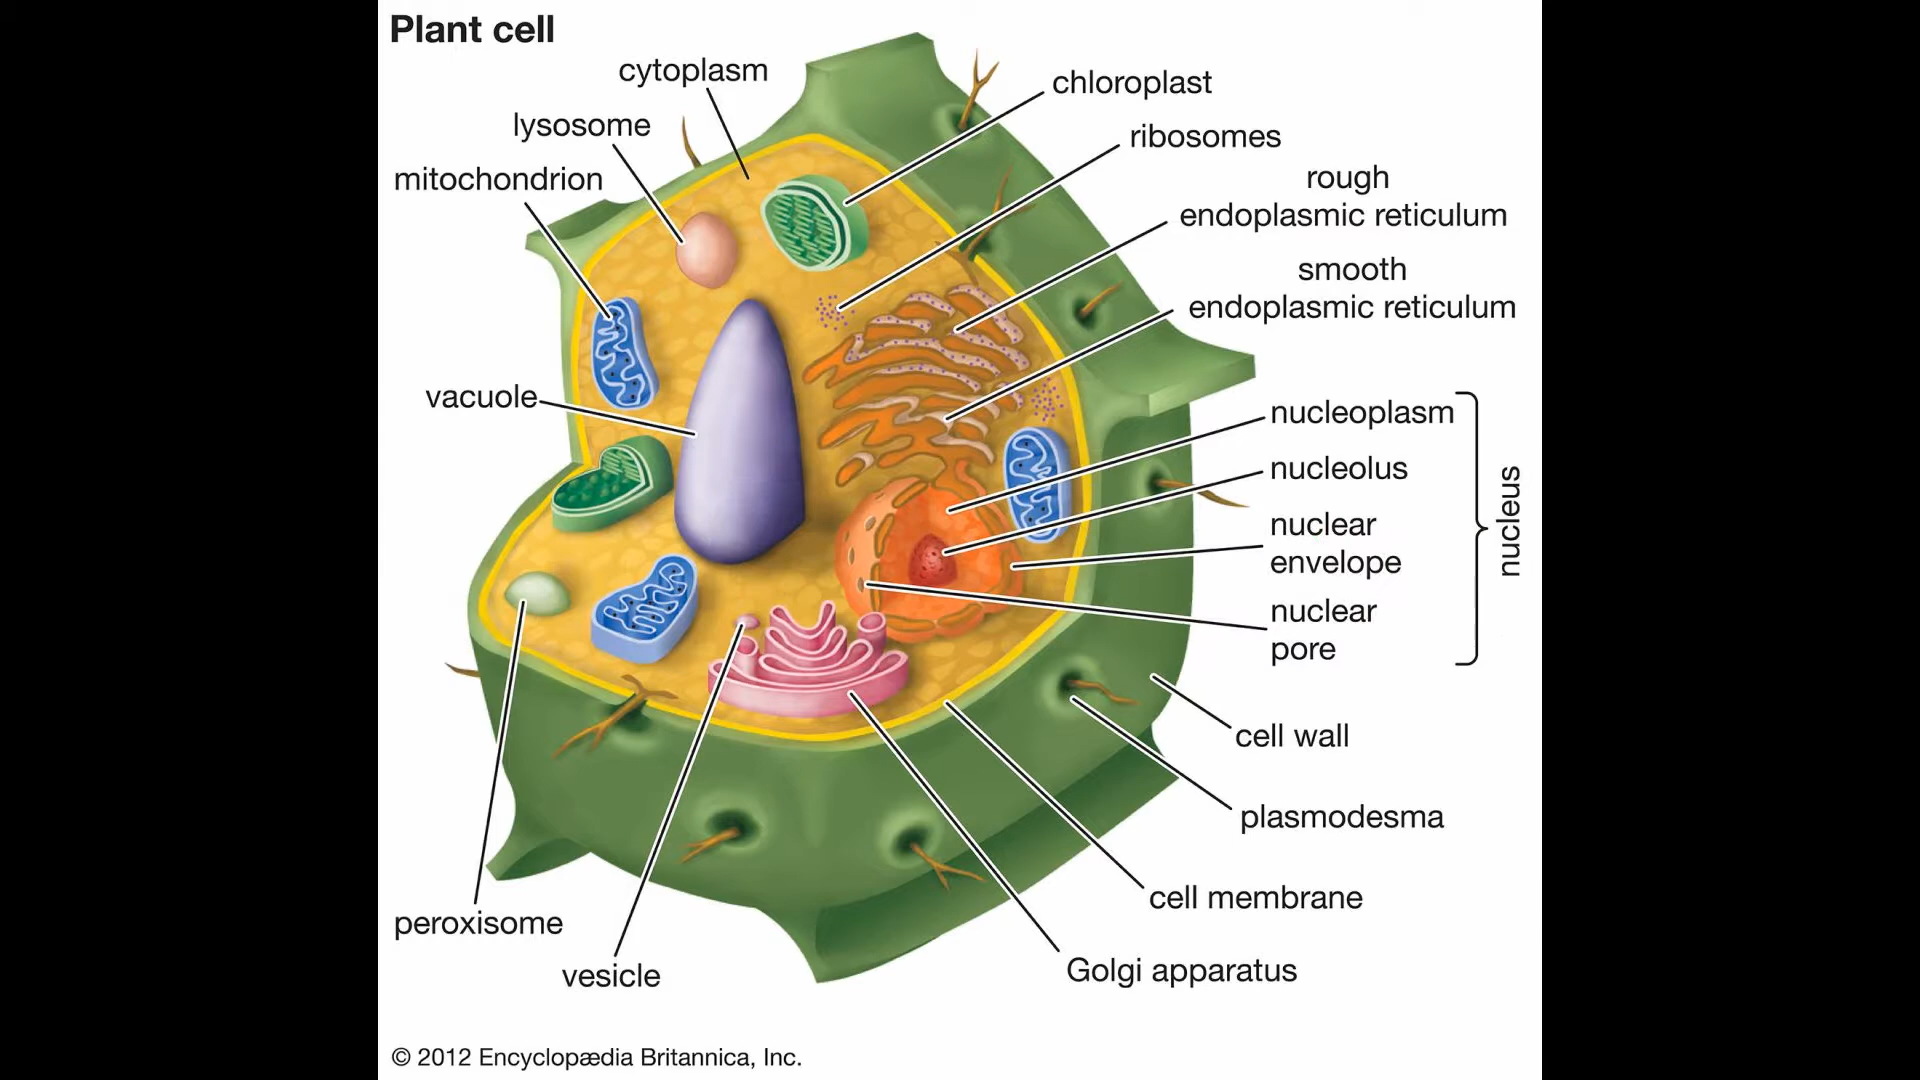 Plant cell
cytoplasm
chloroplast
lysosome
ribosomes
mitochondrion
rough
endoplasmic reticulum
smooth
endoplasmic reticulum
vacuole
nucleoplasm
nucleolus
nuclear
envelope
nuclear
pore
nucleus
cell wall
plasmodesma
cell membrane
peroxisome
vesicle
Golgi apparatus
© 2012 Encyclopædia Britannica, Inc.